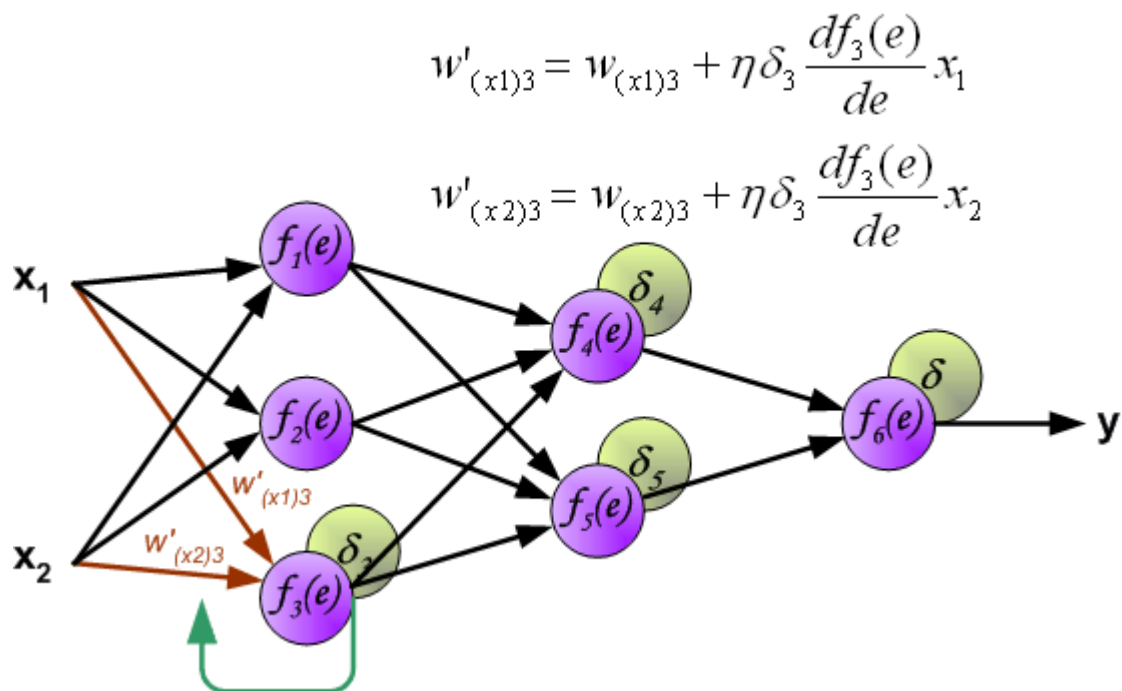 w'(x1)3 = w(x1)3 + ηδ3 df3(e)/de x1
w'(x2)3 = w(x2)3 + ηδ3 df3(e)/de x2
f1(e)
x1
δ4
f4(e)
δ
f2(e)
f6(e)
y
δ5
w'(x1)3
f5(e)
w'(x2)3
x2
δ3
f3(e)